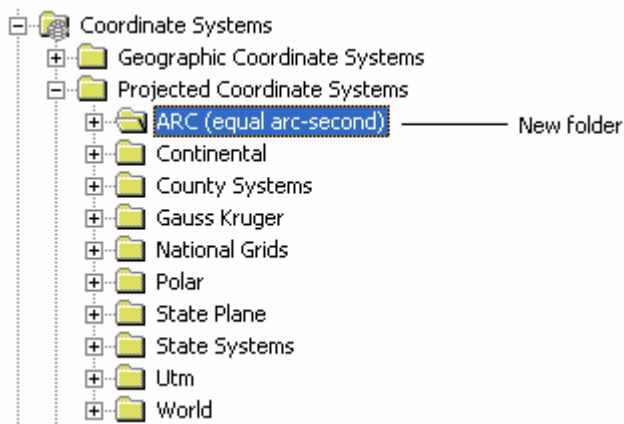 Coordinate Systems
Geographic Coordinate Systems
Projected Coordinate Systems
ARC (equal arc-second) New folder
Continental
County Systems
Gauss Kruger
National Grids
Polar
State Plane
State Systems
Utm
World